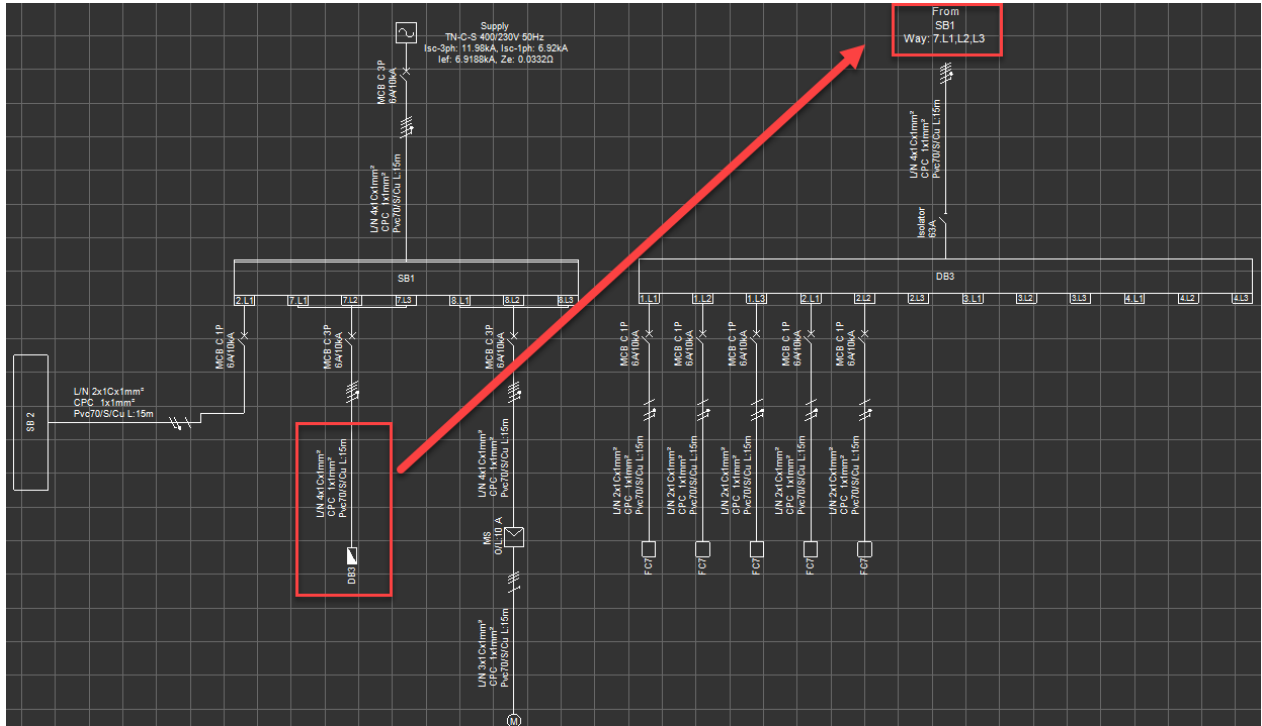 Supply
TN-C-S 400/230V 50Hz
Isc-3ph: 11.98kA, Isc-1ph: 6.92kA
Ief: 6.9188kA, Ze: 0.0332Ω
MCB C 3P
6A/10kA
L/N 4x1Cx1mm²
CPC 1x1mm²
Pvc70/S/Cu L:15m
SB1
2.L1
7.L1
7.L2
7.L3
8.L1
8.L2
8.L3
MCB C 1P
6A/10kA
MCB C 3P
6A/10kA
MCB C 3P
6A/10kA
SB 2
L/N 2x1Cx1mm²
CPC 1x1mm²
Pvc70/S/Cu L:15m
L/N 4x1Cx1mm²
CPC 1x1mm²
Pvc70/S/Cu L:15m
DB3
L/N 4x1Cx1mm²
CPC 1x1mm²
Pvc70/S/Cu L:15m
MS
O/L:10 A
L/N 3x1Cx1mm²
CPC 1x1mm²
Pvc70/S/Cu L:15m
M
From
SB1
Way: 7.L1,L2,L3
L/N 4x1Cx1mm²
CPC 1x1mm²
Pvc70/S/Cu L:15m
Isolator
63A
DB3
1.L1
1.L2
1.L3
2.L1
2.L2
2.L3
3.L1
3.L2
3.L3
4.L1
4.L2
4.L3
MCB C 1P
6A/10kA
MCB C 1P
6A/10kA
MCB C 1P
6A/10kA
MCB C 1P
6A/10kA
MCB C 1P
6A/10kA
L/N 2x1Cx1mm²
CPC 1x1mm²
Pvc70/S/Cu L:15m
L/N 2x1Cx1mm²
CPC 1x1mm²
Pvc70/S/Cu L:15m
L/N 2x1Cx1mm²
CPC 1x1mm²
Pvc70/S/Cu L:15m
L/N 2x1Cx1mm²
CPC 1x1mm²
Pvc70/S/Cu L:15m
L/N 2x1Cx1mm²
CPC 1x1mm²
Pvc70/S/Cu L:15m
FC7
FC7
FC7
FC7
FC7